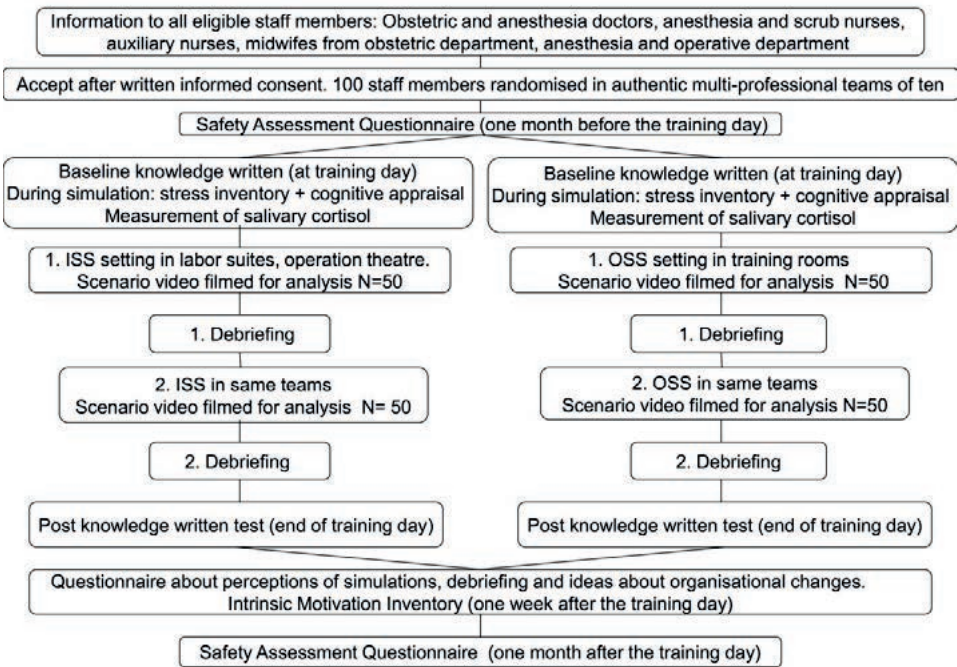 Information to all eligible staff members: Obstetric and anesthesia doctors, anesthesia and scrub nurses,
auxiliary nurses, midwifes from obstetric department, anesthesia and operative department
Accept after written informed consent. 100 staff members randomised in authentic multi-professional teams of ten
Safety Assessment Questionnaire (one month before the training day)
Baseline knowledge written (at training day)
During simulation: stress inventory + cognitive appraisal
Measurement of salivary cortisol
Baseline knowledge written (at training day)
During simulation: stress inventory + cognitive appraisal
Measurement of salivary cortisol
1. ISS setting in labor suites, operation theatre.
Scenario video filmed for analysis N=50
1. OSS setting in training rooms
Scenario video filmed for analysis N=50
1. Debriefing
1. Debriefing
2. ISS in same teams
Scenario video filmed for analysis N= 50
2. OSS in same teams
Scenario video filmed for analysis N=50
2. Debriefing
2. Debriefing
Post knowledge written test (end of training day)
Post knowledge written test (end of training day)
Questionnaire about perceptions of simulations, debriefing and ideas about organisational changes.
Intrinsic Motivation Inventory (one week after the training day)
Safety Assessment Questionnaire (one month after the training day)